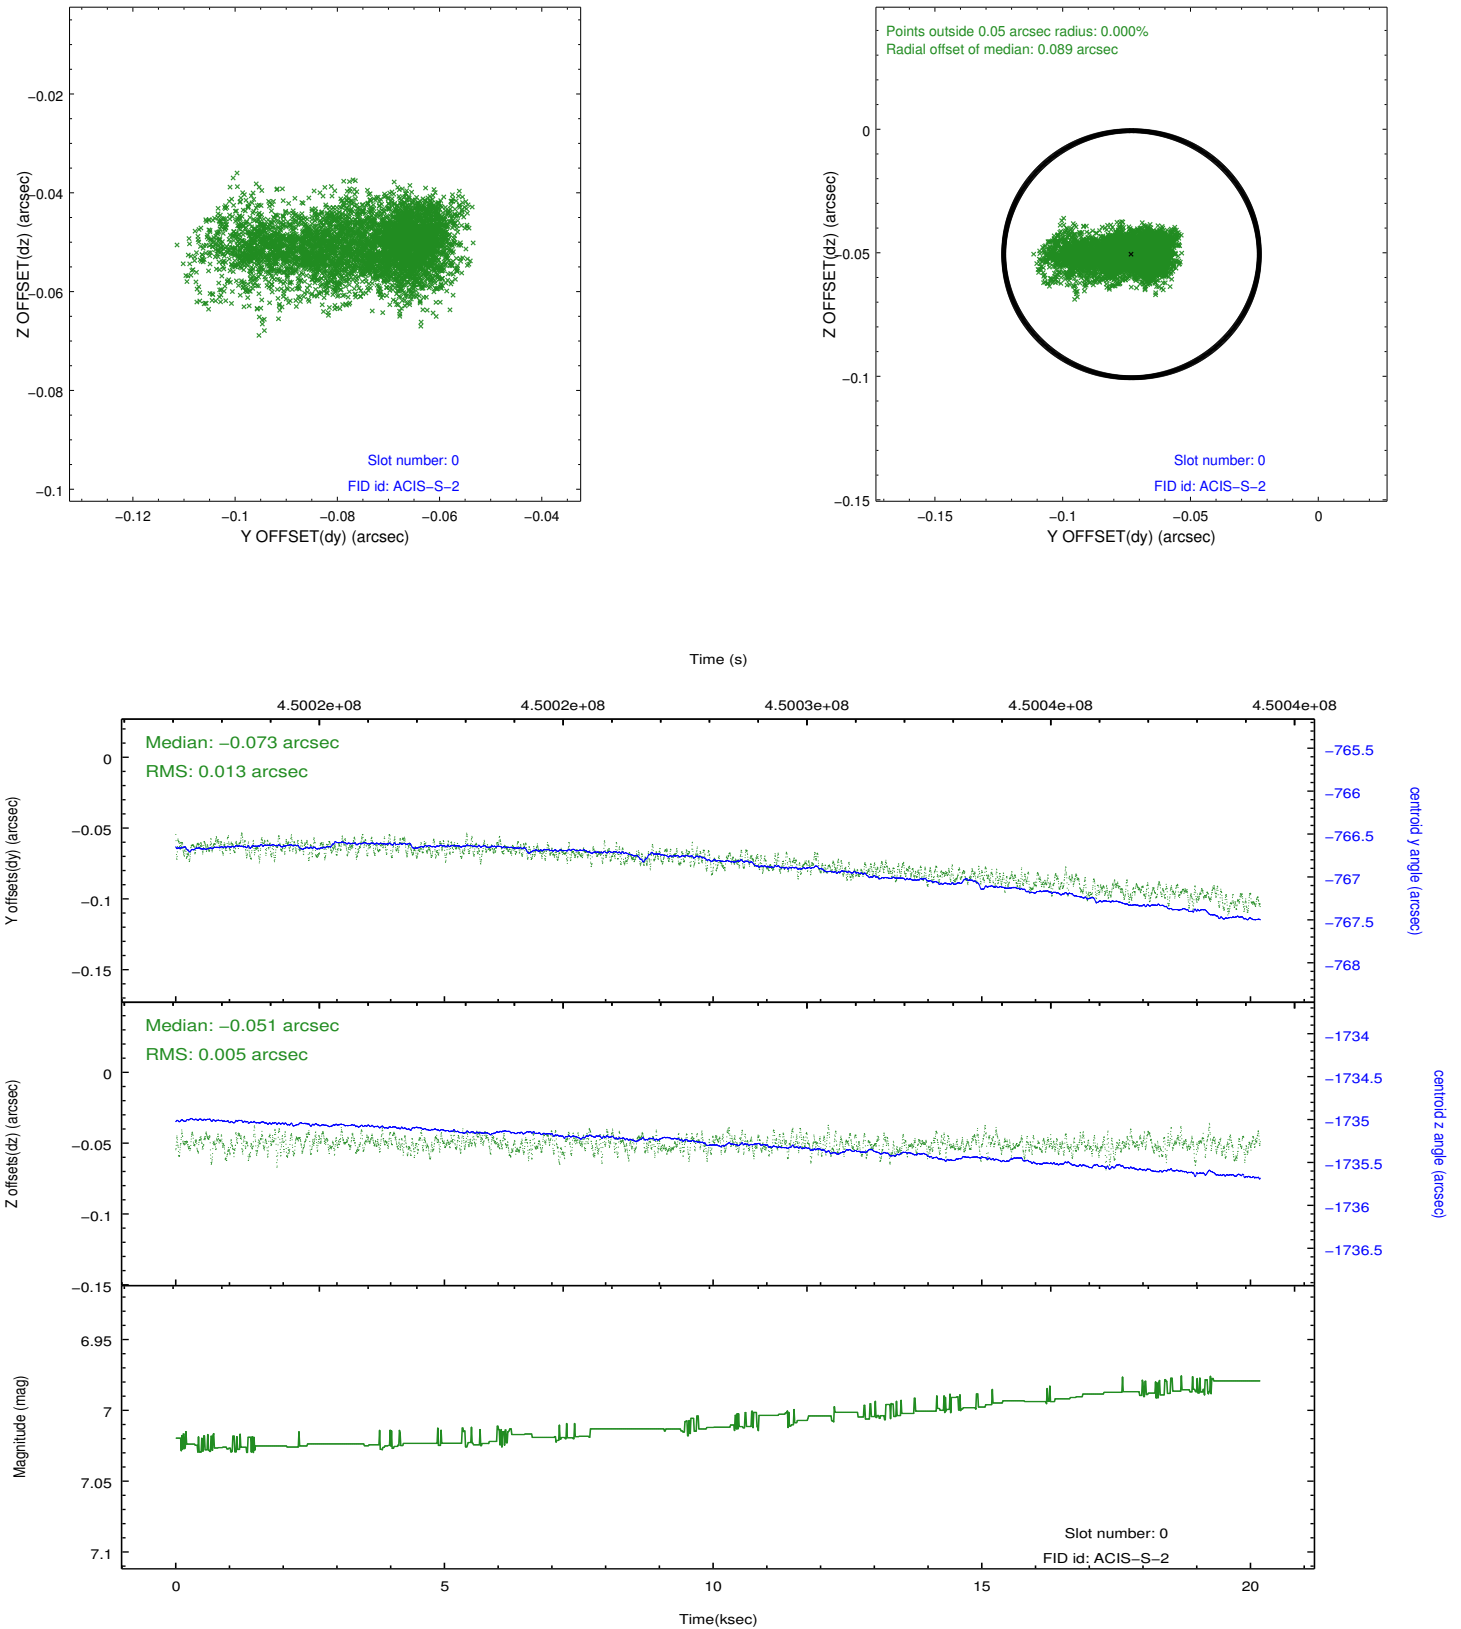 −0.02
−0.04
−0.06
−0.08
−0.1
Z OFFSET(dz) (arcsec)
Slot number: 0
FID id: ACIS−S−2
−0.12
−0.1
−0.08
−0.06
−0.04
Y OFFSET(dy) (arcsec)
Points outside 0.05 arcsec radius: 0.000%
Radial offset of median: 0.089 arcsec
0
−0.05
−0.1
−0.15
Z OFFSET(dz) (arcsec)
Slot number: 0
FID id: ACIS−S−2
−0.15
−0.1
−0.05
0
Y OFFSET(dy) (arcsec)
Time (s)
4.5002e+08
4.5002e+08
4.5003e+08
4.5004e+08
4.5004e+08
Median: −0.073 arcsec
RMS: 0.013 arcsec
0
−0.05
−0.1
−0.15
Y offsets(dy) (arcsec)
−765.5
−766
−766.5
−767
−767.5
−768
centroid y angle (arcsec)
Median: −0.051 arcsec
RMS: 0.005 arcsec
0
−0.05
−0.1
−0.15
Z offsets(dz) (arcsec)
−1734
−1734.5
−1735
−1735.5
−1736
−1736.5
centroid z angle (arcsec)
6.95
7
7.05
7.1
Magnitude (mag)
Slot number: 0
FID id: ACIS−S−2
0
5
10
15
20
Time(ksec)